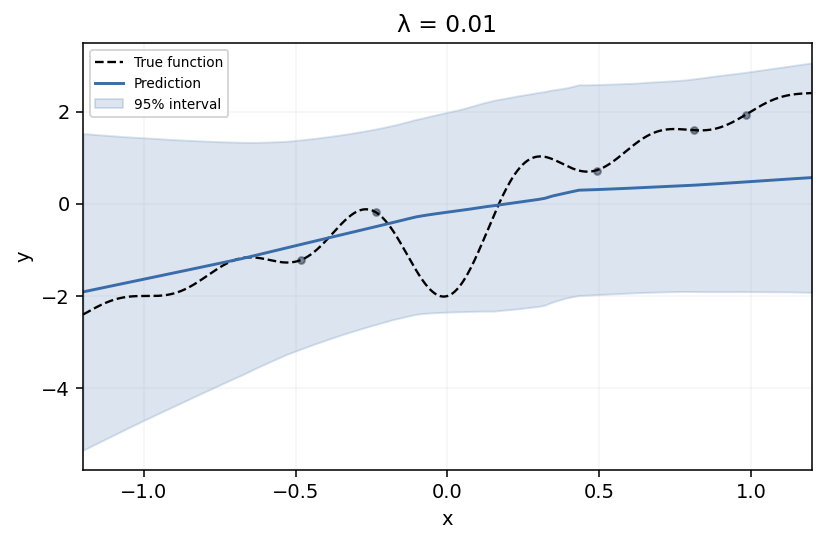 λ = 0.01
True function
Prediction
95% interval
2
0
−2
−4
y
−1.0 −0.5 0.0 0.5 1.0
x